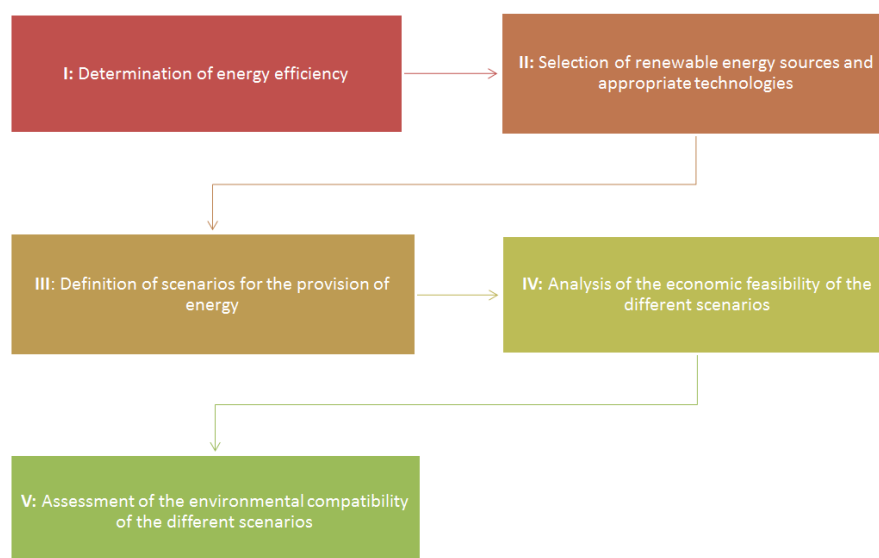 I: Determination of energy efficiency
II: Selection of renewable energy sources and
appropriate technologies
III: Definition of scenarios for the provision of
energy
IV: Analysis of the economic feasibility of the
different scenarios
V: Assessment of the environmental compatibility
of the different scenarios